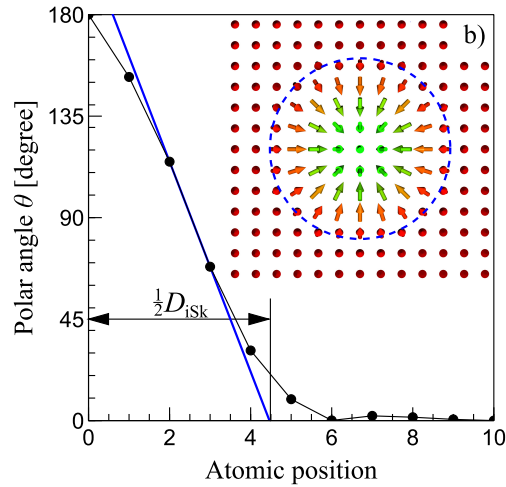 b)
180
135
90
45
0
Polar angle θ [degree]
½D_iSk
0 2 4 6 8 10
Atomic position